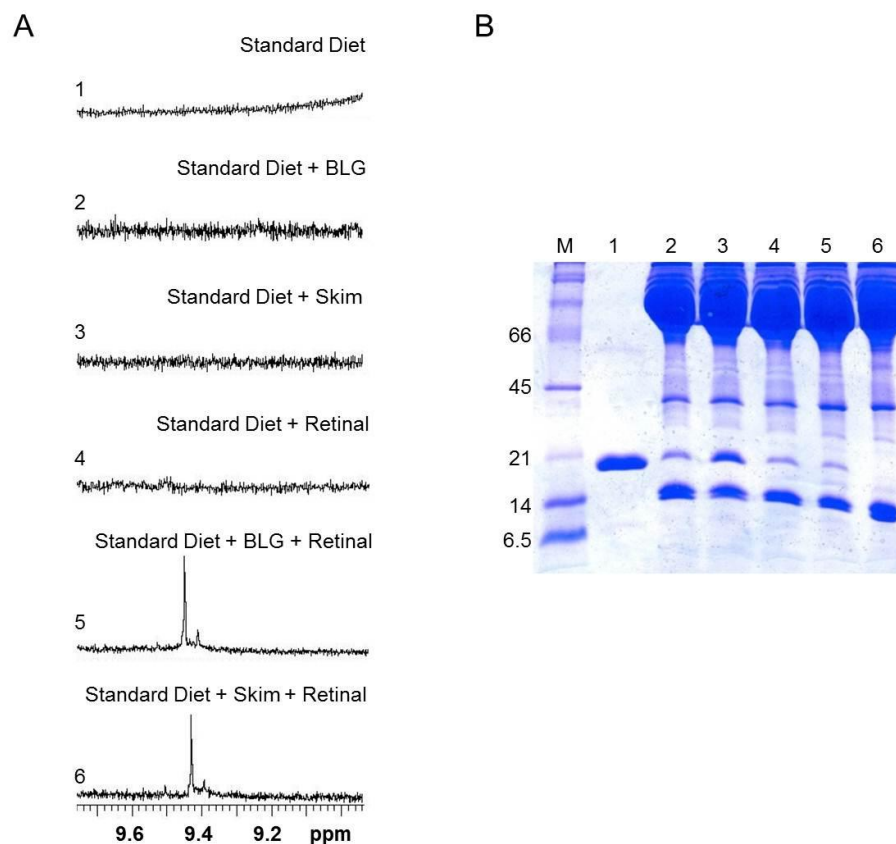 A
Standard Diet
1
Standard Diet + BLG
2
Standard Diet + Skim
3
Standard Diet + Retinal
4
Standard Diet + BLG + Retinal
5
Standard Diet + Skim + Retinal
6
9.6 9.4 9.2 ppm
B
M 1 2 3 4 5 6
66
45
21
14
6.5